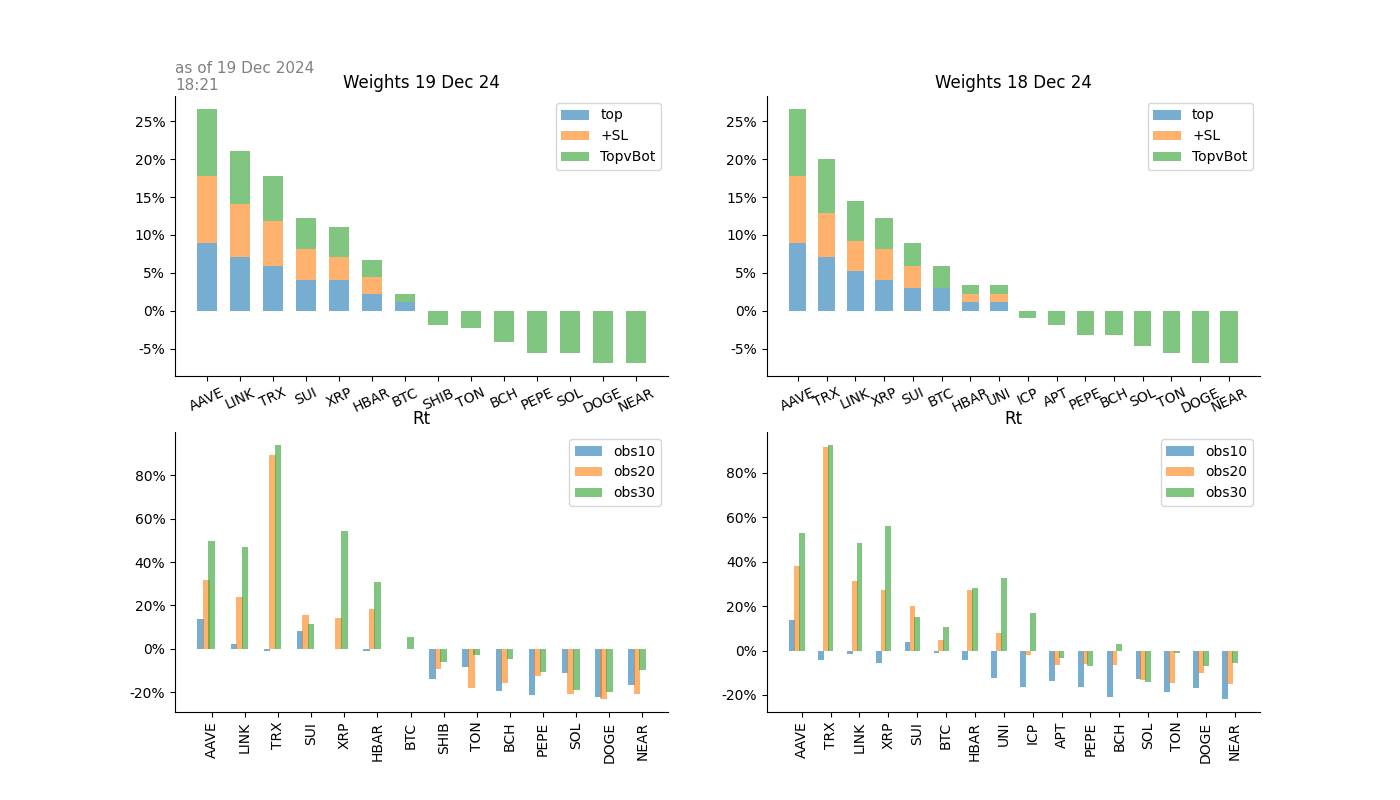 as of 19 Dec 2024
18:21
Weights 19 Dec 24
25%
20%
15%
10%
5%
0%
-5%
top
+SL
TopvBot
AAVE LINK TRX SUI XRP HBAR BTC SHIB TON BCH PEPE SOL DOGE NEAR
Weights 18 Dec 24
25%
20%
15%
10%
5%
0%
-5%
top
+SL
TopvBot
AAVE TRX LINK XRP SUI BTC HBAR UNI ICP APT PEPE BCH SOL TON DOGE NEAR
Rt
80%
60%
40%
20%
0%
-20%
obs10
obs20
obs30
AAVE LINK TRX SUI XRP HBAR BTC SHIB TON BCH PEPE SOL DOGE NEAR
Rt
80%
60%
40%
20%
0%
-20%
obs10
obs20
obs30
AAVE TRX LINK XRP SUI BTC HBAR UNI ICP APT PEPE BCH SOL TON DOGE NEAR